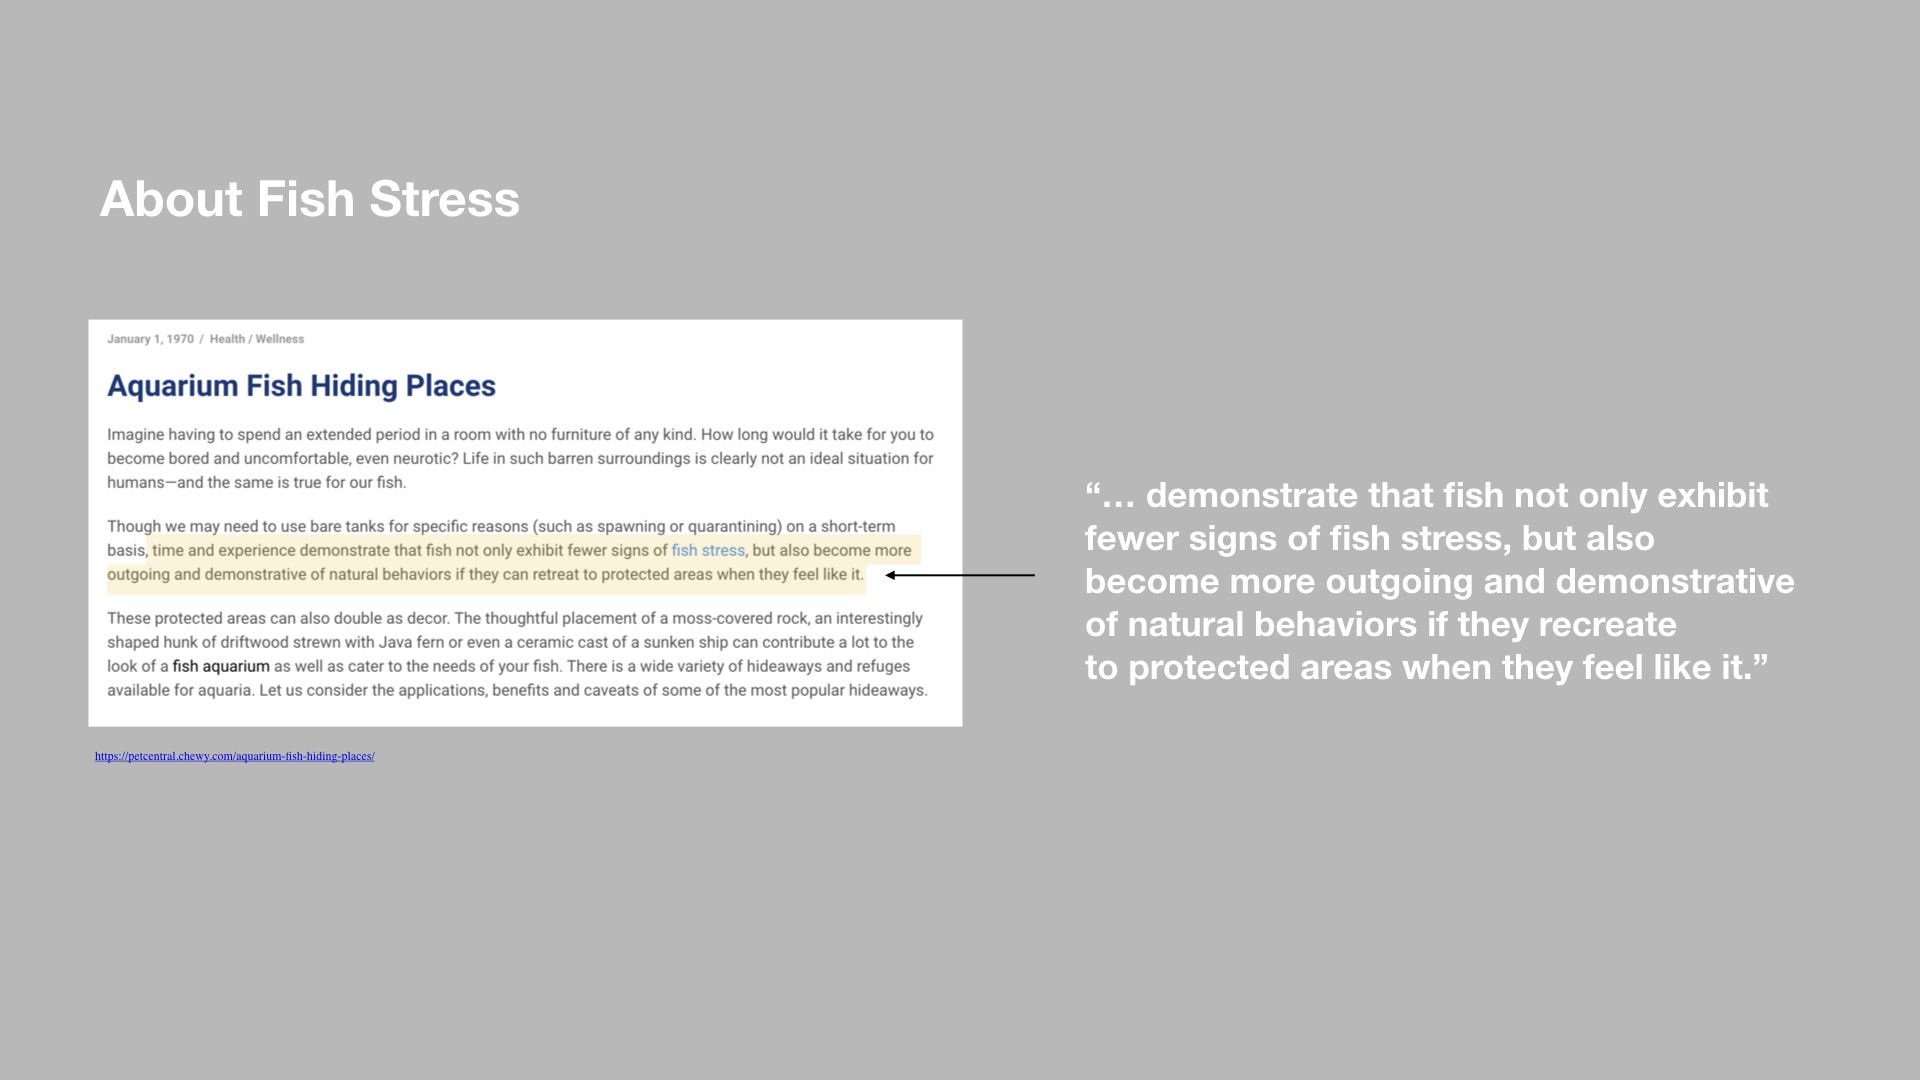 About Fish Stress
January 1, 1970 / Health / Wellness
Aquarium Fish Hiding Places
Imagine having to spend an extended period in a room with no furniture of any kind. How long would it take for you to
become bored and uncomfortable, even neurotic? Life in such barren surroundings is clearly not an ideal situation for
humans—and the same is true for our fish.
Though we may need to use bare tanks for specific reasons (such as spawning or quarantining) on a short-term
basis, time and experience demonstrate that fish not only exhibit fewer signs of fish stress, but also become more
outgoing and demonstrative of natural behaviors if they can retreat to protected areas when they feel like it.
These protected areas can also double as decor. The thoughtful placement of a moss-covered rock, an interestingly
shaped hunk of driftwood strewn with Java fern or even a ceramic cast of a sunken ship can contribute a lot to the
look of a fish aquarium as well as cater to the needs of your fish. There is a wide variety of hideaways and refuges
available for aquaria. Let us consider the applications, benefits and caveats of some of the most popular hideaways.
https://petcentral.chewy.com/aquarium-fish-hiding-places/
“… demonstrate that fish not only exhibit
fewer signs of fish stress, but also
become more outgoing and demonstrative
of natural behaviors if they recreate
to protected areas when they feel like it.”